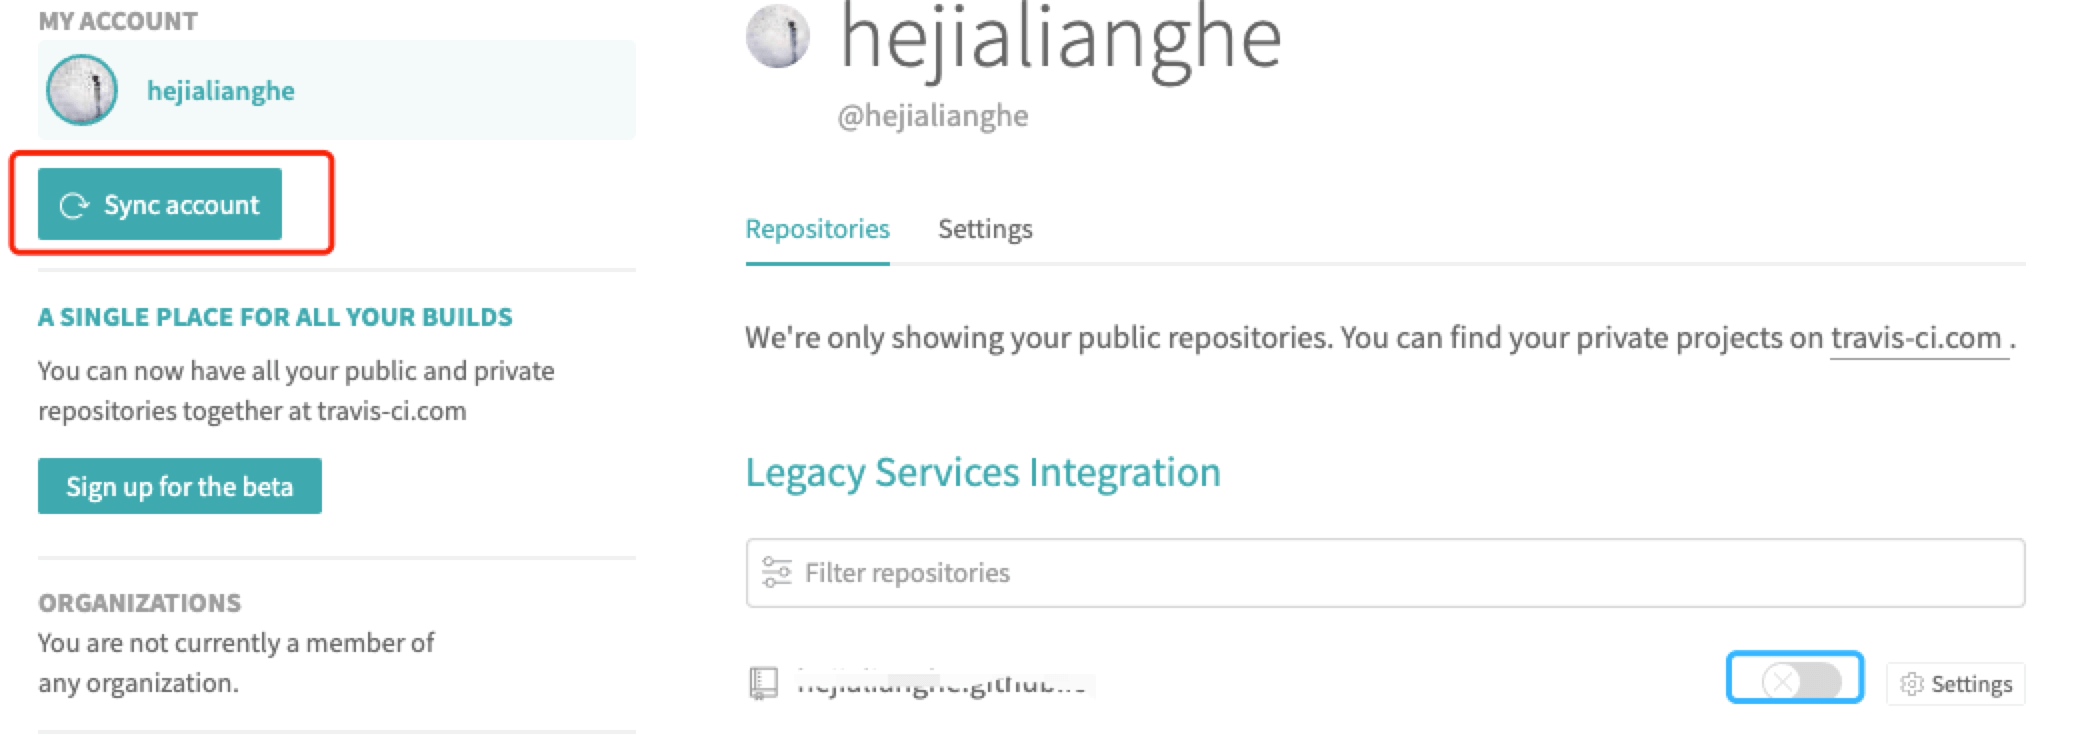 MY ACCOUNT
hejialianghe
Sync account
A SINGLE PLACE FOR ALL YOUR BUILDS
You can now have all your public and private
repositories together at travis-ci.com
Sign up for the beta
ORGANIZATIONS
You are not currently a member of
any organization.
hejialianghe
@hejialianghe
Repositories Settings
We're only showing your public repositories. You can find your private projects on travis-ci.com .
Legacy Services Integration
Filter repositories
Settings